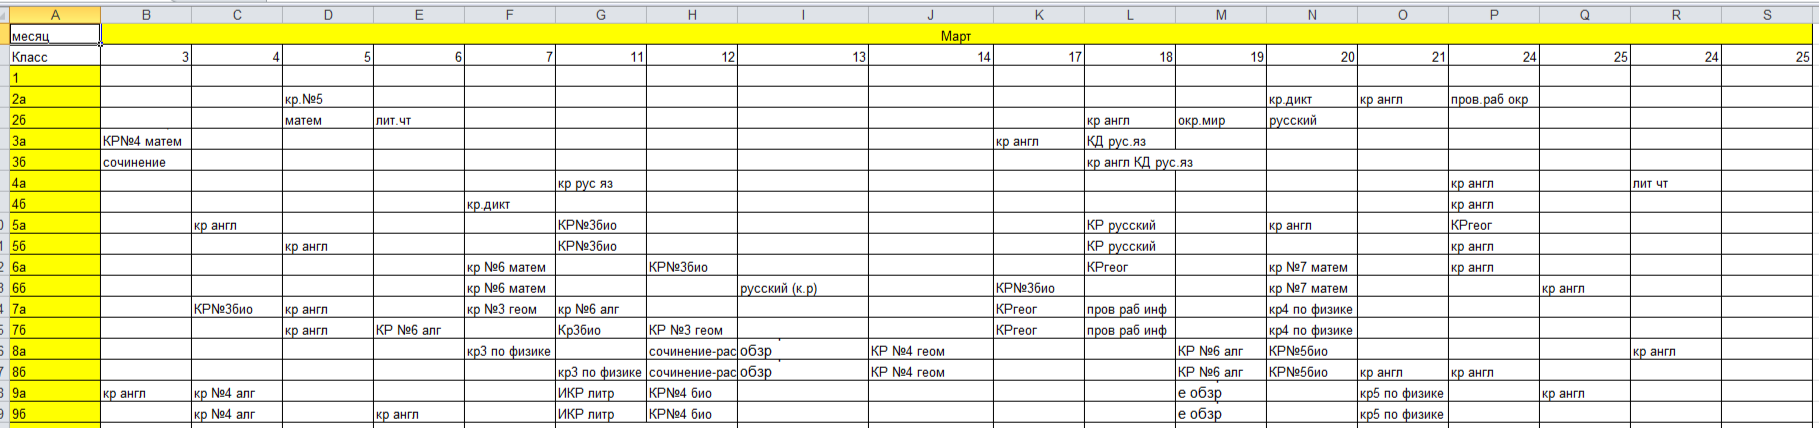 A B C D E F G H I J K L M N O P Q R S
месяц Март
Класс 3 4 5 6 7 11 12 13 14 17 18 19 20 21 24 25 24 25
1
2а кр.№5 кр.дикт кр англ пров.раб окр
2б матем лит.чт кр англ окр.мир русский
3а КР№4 матем кр англ КД рус.яз
3б сочинение кр англ КД рус.яз
4а кр рус яз кр англ лит чт
4б кр.дикт кр англ
5а кр англ КР№3био КР русский кр англ КРгеог
5б кр англ КР№3био КР русский кр англ
6а кр №6 матем КР№3био КРгеог кр №7 матем кр англ
6б кр №6 матем русский (к.р) КР№3био кр №7 матем кр англ
7а КР№3био кр англ кр №3 геом кр №6 алг КРгеог пров раб инф кр4 по физике
7б кр англ КР №6 алг Кр3био КР №3 геом КРгеог пров раб инф кр4 по физике
8а кр3 по физике сочинение-рас обзр КР №4 геом КР №6 алг КР№5био кр англ
8б кр3 по физике сочинение-рас обзр КР №4 геом КР №6 алг КР№5био кр англ кр англ
9а кр англ кр №4 алг ИКР литр КР№4 био е обзр кр5 по физике кр англ
9б кр №4 алг кр англ ИКР литр КР№4 био е обзр кр5 по физике